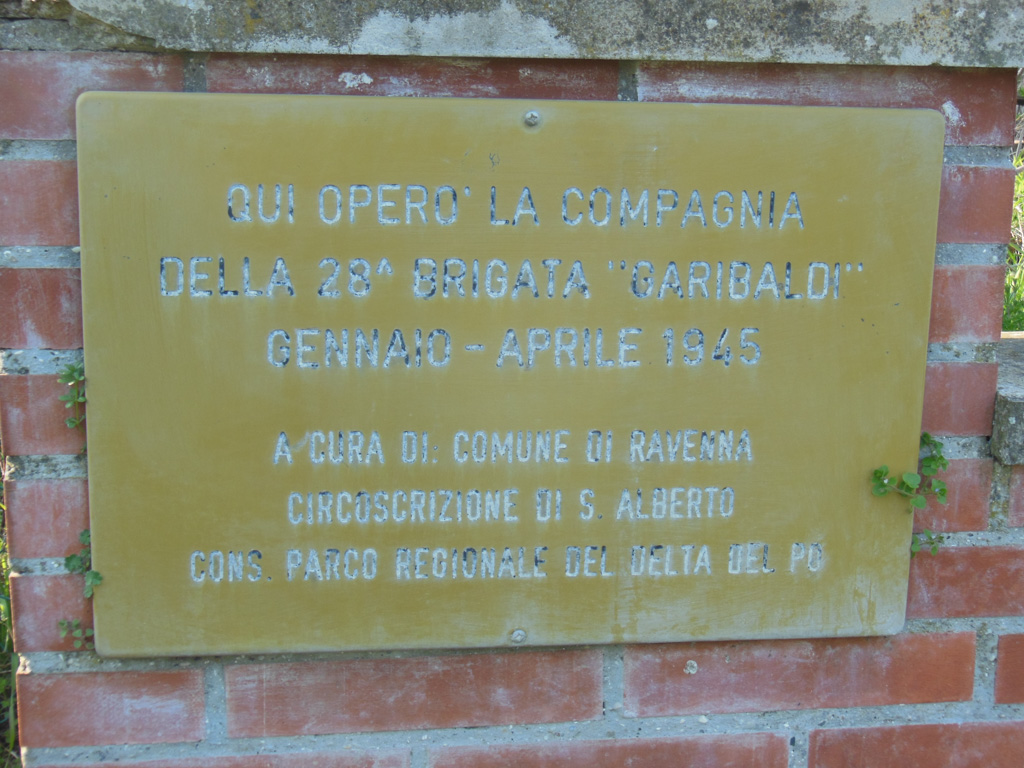 QUI OPERO' LA COMPAGNIA
DELLA 28^ BRIGATA "GARIBALDI"
GENNAIO - APRILE 1945
A CURA DI: COMUNE DI RAVENNA
CIRCOSCRIZIONE DI S. ALBERTO
CONS. PARCO REGIONALE DEL DELTA DEL PO